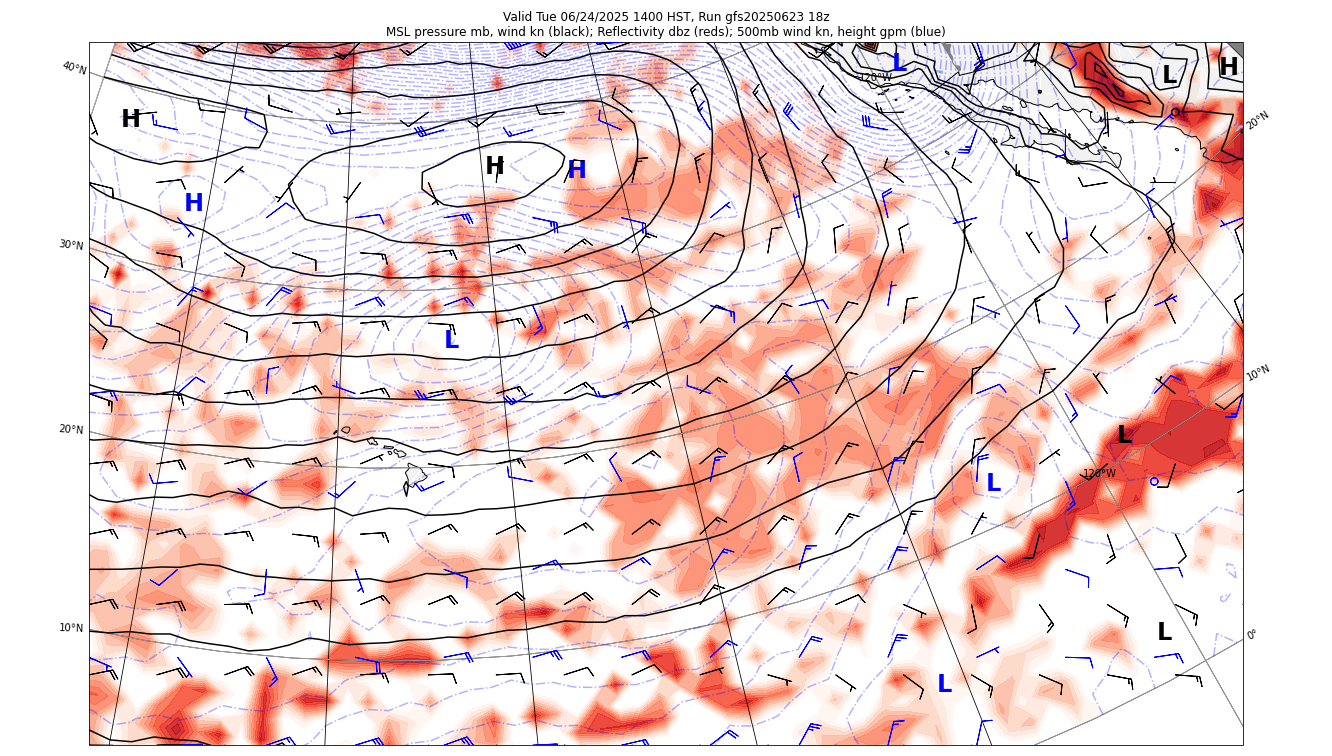 Valid Tue 06/24/2025 1400 HST, Run gfs20250623 18z
MSL pressure mb, wind kn (black); Reflectivity dbz (reds); 500mb wind kn, height gpm (blue)
40°N
L
120°W
L
H
20°N
H
H
H
H
30°N
L
10°N
20°N
L
120°W
L
10°N
L
0°
L